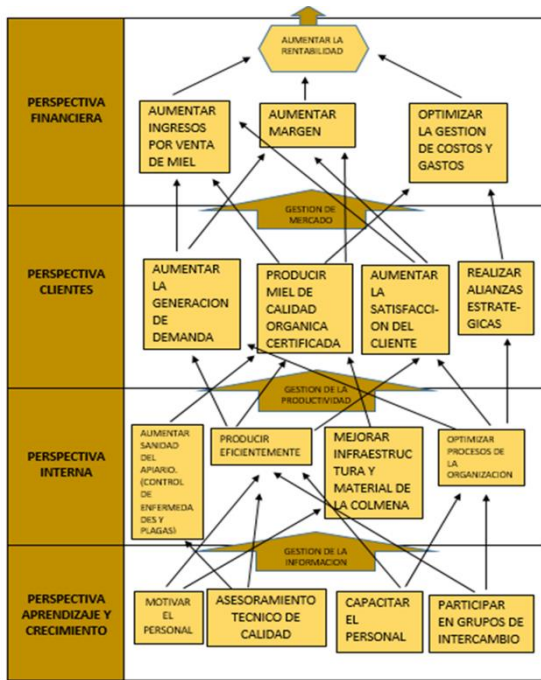 AUMENTAR LA
RENTABILIDAD
PERSPECTIVA
FINANCIERA
AUMENTAR
INGRESOS
POR VENTA
DE MIEL
AUMENTAR
MARGEN
OPTIMIZAR
LA GESTION
DE COSTOS Y
GASTOS
GESTION DE
MERCADO
PERSPECTIVA
CLIENTES
AUMENTAR
LA
GENERACION
DE
DEMANDA
PRODUCIR
MIEL DE
CALIDAD
ORGANICA
CERTIFICADA
AUMENTAR
LA
SATISFACCI-
ON DEL
CLIENTE
REALIZAR
ALIANZAS
ESTRATE-
GICAS
GESTION DE LA
PRODUCTIVIDAD
PERSPECTIVA
INTERNA
AUMENTAR
SANIDAD
DEL
APIARIO.
(CONTROL
DE
ENFERMEDA
DES Y
PLAGAS)
PRODUCIR
EFICIENTEMENTE
MEJORAR
INFRAESTRUC
TURA Y
MATERIAL DE
LA COLMENA
OPTIMIZAR
PROCESOS DE
LA
ORGANIZACIÓN
GESTION DE LA
INFORMACION
PERSPECTIVA
APRENDIZAJE Y
CRECIMIENTO
MOTIVAR
EL
PERSONAL
ASESORAMIENTO
TECNICO DE
CALIDAD
CAPACITAR
EL
PERSONAL
PARTICIPAR
EN GRUPOS DE
INTERCAMBIO